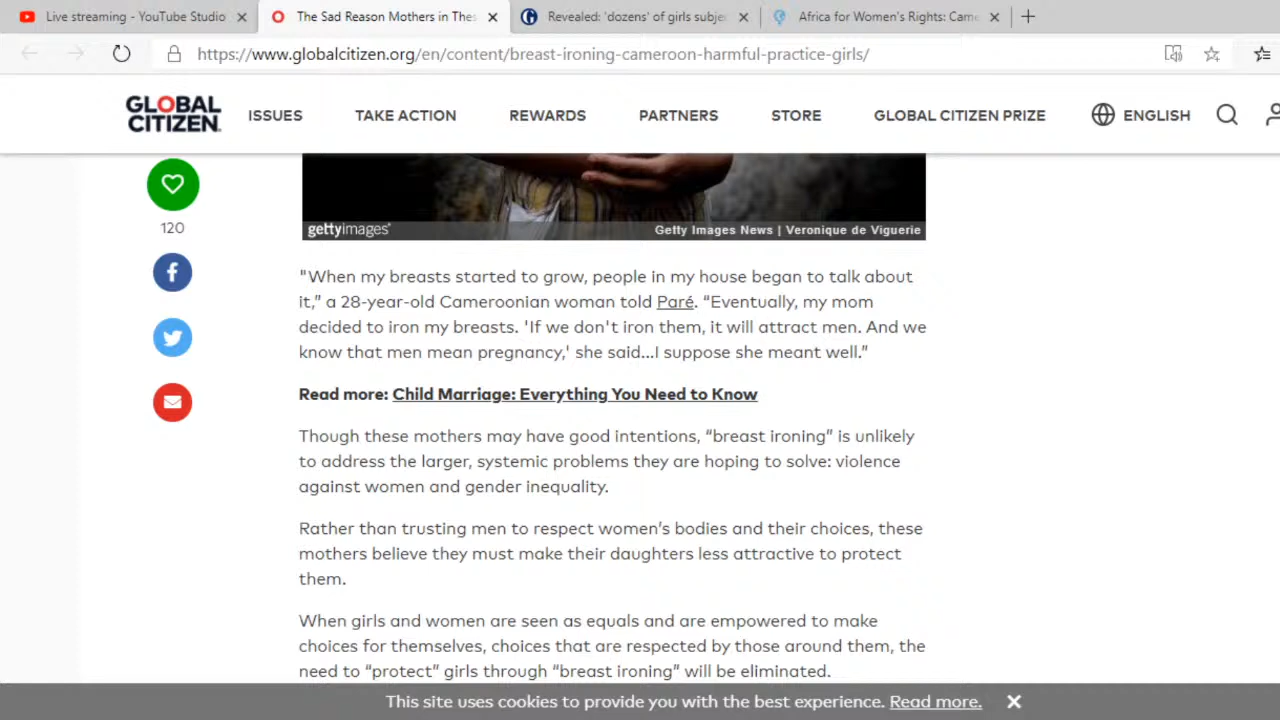 Live streaming - YouTube Studio
The Sad Reason Mothers in Thes
Revealed: 'dozens' of girls subje
Africa for Women's Rights: Came
https://www.globalcitizen.org/en/content/breast-ironing-cameroon-harmful-practice-girls/
GLOBAL
CITIZEN.
ISSUES
TAKE ACTION
REWARDS
PARTNERS
STORE
GLOBAL CITIZEN PRIZE
ENGLISH
gettyimages®
Getty Images News | Veronique de Viguerie
120
"When my breasts started to grow, people in my house began to talk about
it,” a 28-year-old Cameroonian woman told Paré. “Eventually, my mom
decided to iron my breasts. 'If we don't iron them, it will attract men. And we
know that men mean pregnancy,' she said...I suppose she meant well.”
Read more: Child Marriage: Everything You Need to Know
Though these mothers may have good intentions, “breast ironing” is unlikely
to address the larger, systemic problems they are hoping to solve: violence
against women and gender inequality.
Rather than trusting men to respect women’s bodies and their choices, these
mothers believe they must make their daughters less attractive to protect
them.
When girls and women are seen as equals and are empowered to make
choices for themselves, choices that are respected by those around them, the
need to “protect” girls through “breast ironing” will be eliminated.
This site uses cookies to provide you with the best experience. Read more.